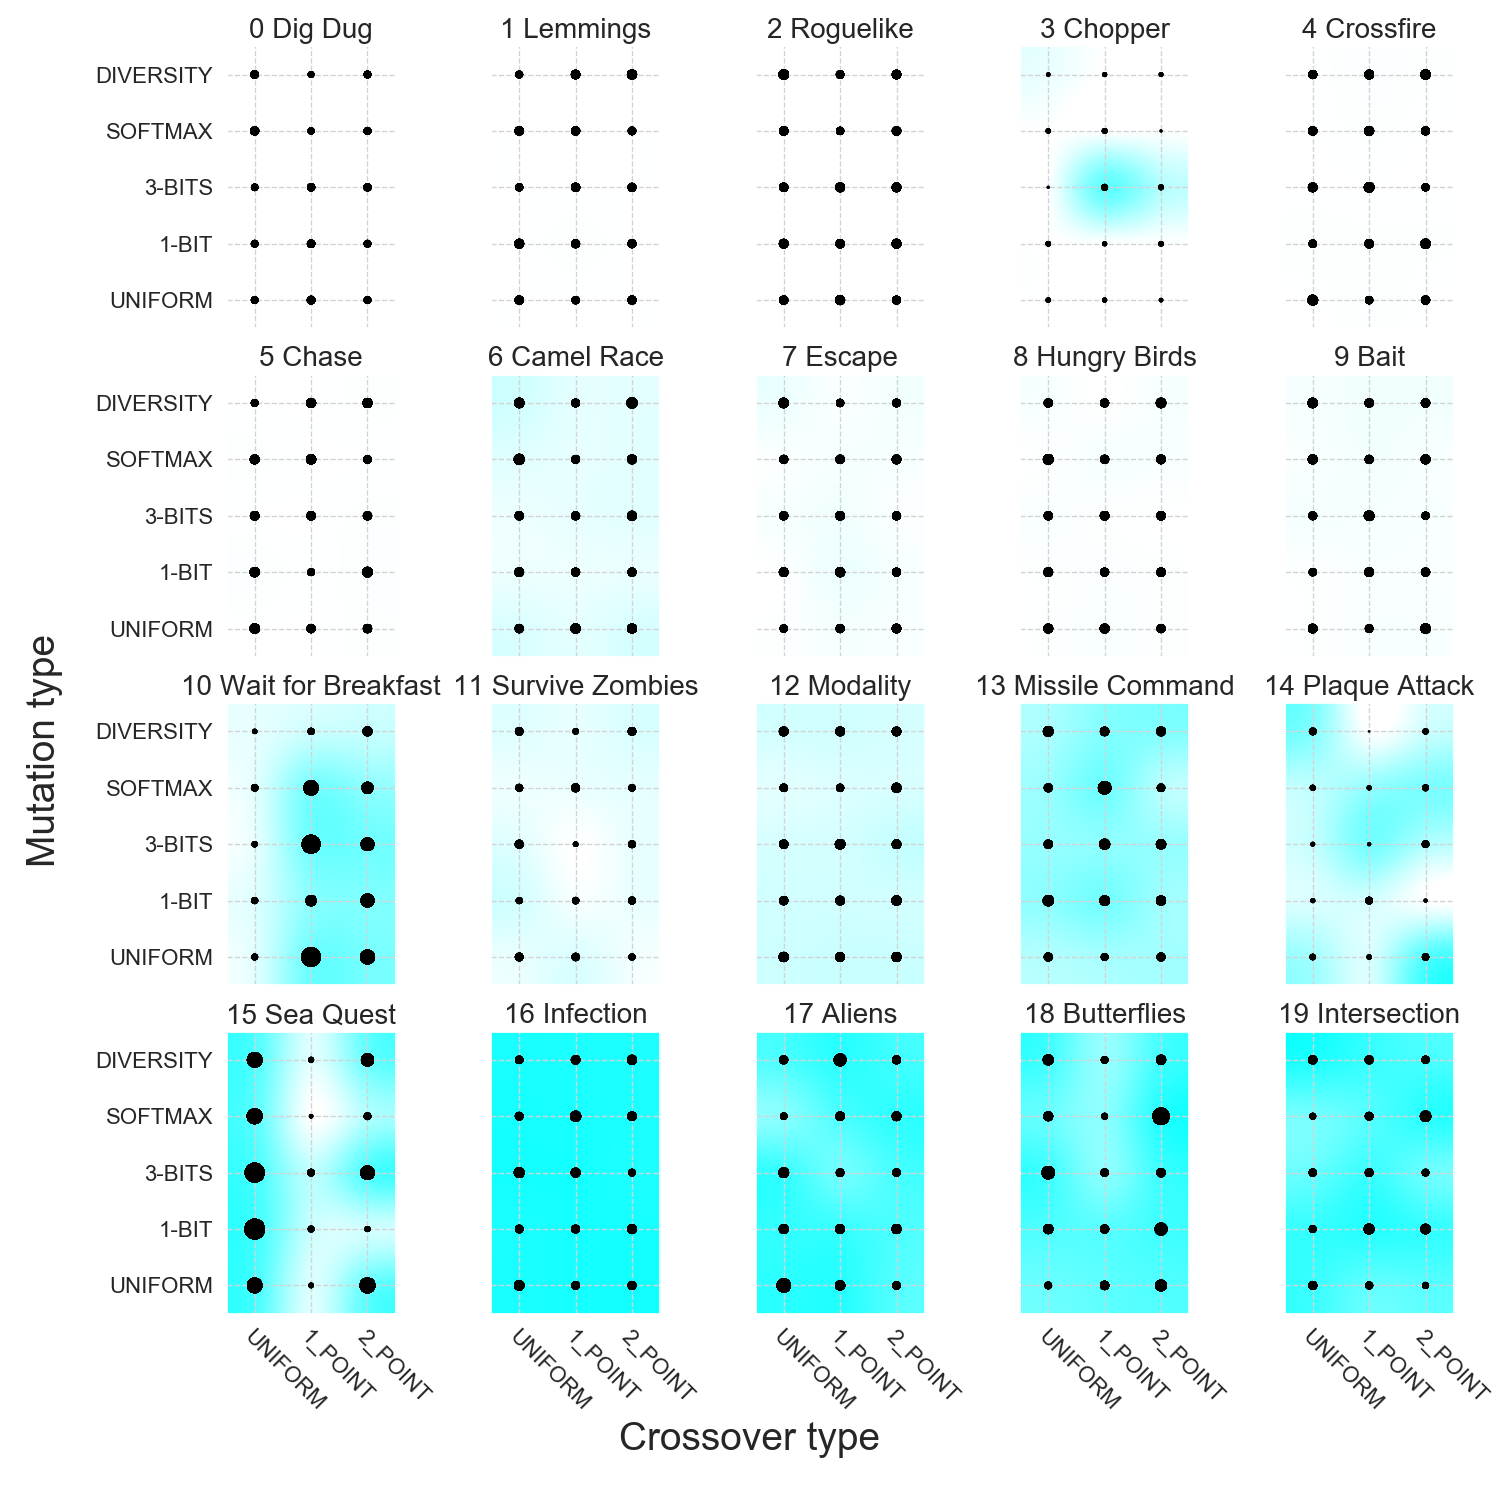 0 Dig Dug
1 Lemmings
2 Roguelike
3 Chopper
4 Crossfire
DIVERSITY
SOFTMAX
3-BITS
1-BIT
UNIFORM
5 Chase
6 Camel Race
7 Escape
8 Hungry Birds
9 Bait
DIVERSITY
SOFTMAX
3-BITS
1-BIT
UNIFORM
Mutation type
10 Wait for Breakfast
11 Survive Zombies
12 Modality
13 Missile Command
14 Plaque Attack
DIVERSITY
SOFTMAX
3-BITS
1-BIT
UNIFORM
15 Sea Quest
16 Infection
17 Aliens
18 Butterflies
19 Intersection
DIVERSITY
SOFTMAX
3-BITS
1-BIT
UNIFORM
UNIFORM
1_POINT
2_POINT
UNIFORM
1_POINT
2_POINT
UNIFORM
1_POINT
2_POINT
UNIFORM
1_POINT
2_POINT
UNIFORM
1_POINT
2_POINT
Crossover type